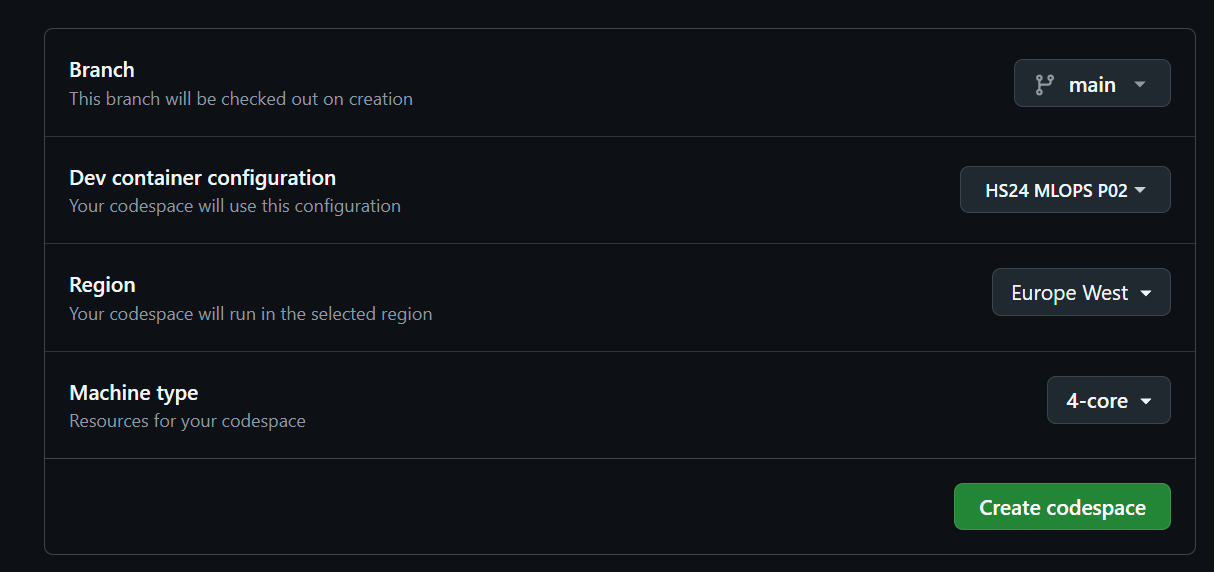 Branch
This branch will be checked out on creation
main
Dev container configuration
Your codespace will use this configuration
HS24 MLOPS P02
Region
Your codespace will run in the selected region
Europe West
Machine type
Resources for your codespace
4-core
Create codespace